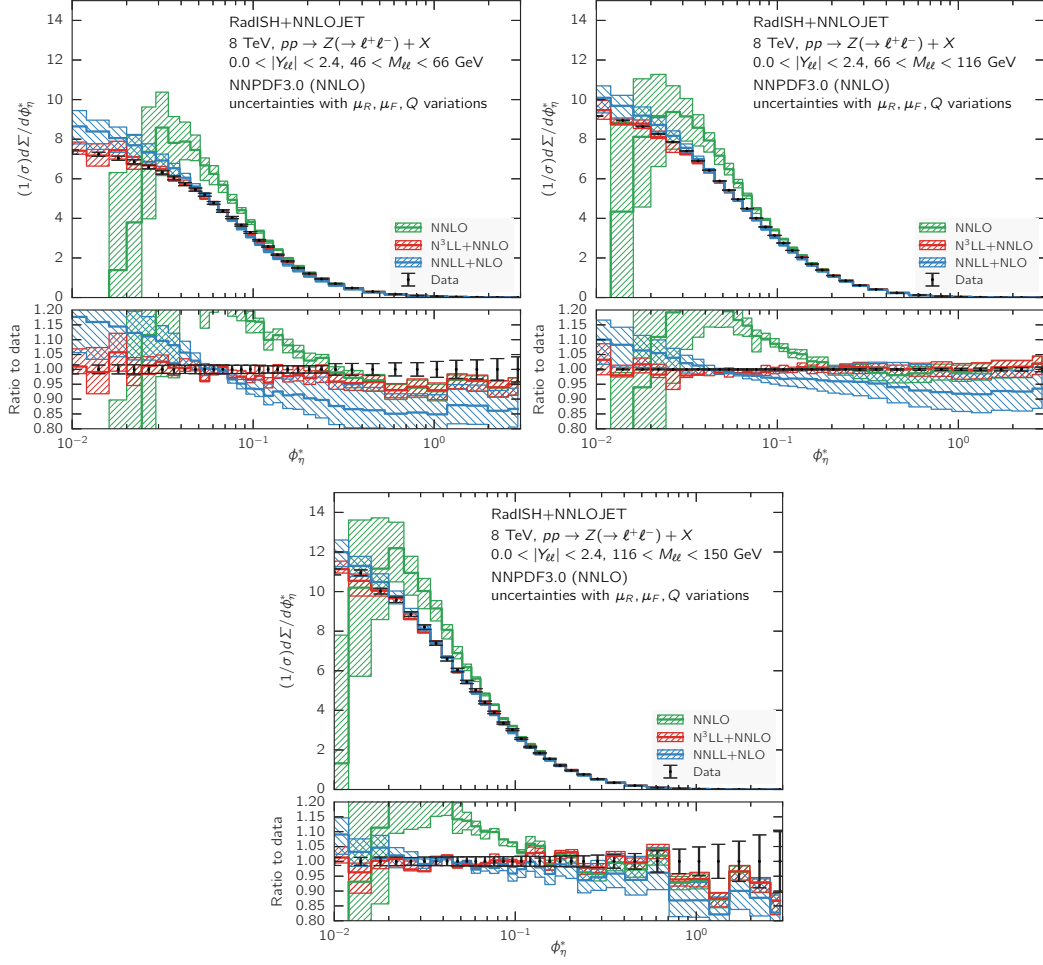 14
12
10
8
6
4
2
0
(1/σ)dΣ/dϕ*η
RadISH+NNLOJET
8 TeV, pp → Z(→ ℓ⁺ℓ⁻) + X
0.0 < |Yℓℓ| < 2.4, 46 < Mℓℓ < 66 GeV
NNPDF3.0 (NNLO)
uncertainties with μR, μF, Q variations
NNLO
N³LL+NNLO
NNLL+NLO
Data
1.20
1.15
1.10
1.05
1.00
0.95
0.90
0.85
0.80
Ratio to data
10⁻² 10⁻¹ 10⁰
ϕ*η
14
12
10
8
6
4
2
0
(1/σ)dΣ/dϕ*η
RadISH+NNLOJET
8 TeV, pp → Z(→ ℓ⁺ℓ⁻) + X
0.0 < |Yℓℓ| < 2.4, 66 < Mℓℓ < 116 GeV
NNPDF3.0 (NNLO)
uncertainties with μR, μF, Q variations
NNLO
N³LL+NNLO
NNLL+NLO
Data
1.20
1.15
1.10
1.05
1.00
0.95
0.90
0.85
0.80
Ratio to data
10⁻² 10⁻¹ 10⁰
ϕ*η
14
12
10
8
6
4
2
0
(1/σ)dΣ/dϕ*η
RadISH+NNLOJET
8 TeV, pp → Z(→ ℓ⁺ℓ⁻) + X
0.0 < |Yℓℓ| < 2.4, 116 < Mℓℓ < 150 GeV
NNPDF3.0 (NNLO)
uncertainties with μR, μF, Q variations
NNLO
N³LL+NNLO
NNLL+NLO
Data
1.20
1.15
1.10
1.05
1.00
0.95
0.90
0.85
0.80
Ratio to data
10⁻² 10⁻¹ 10⁰
ϕ*η